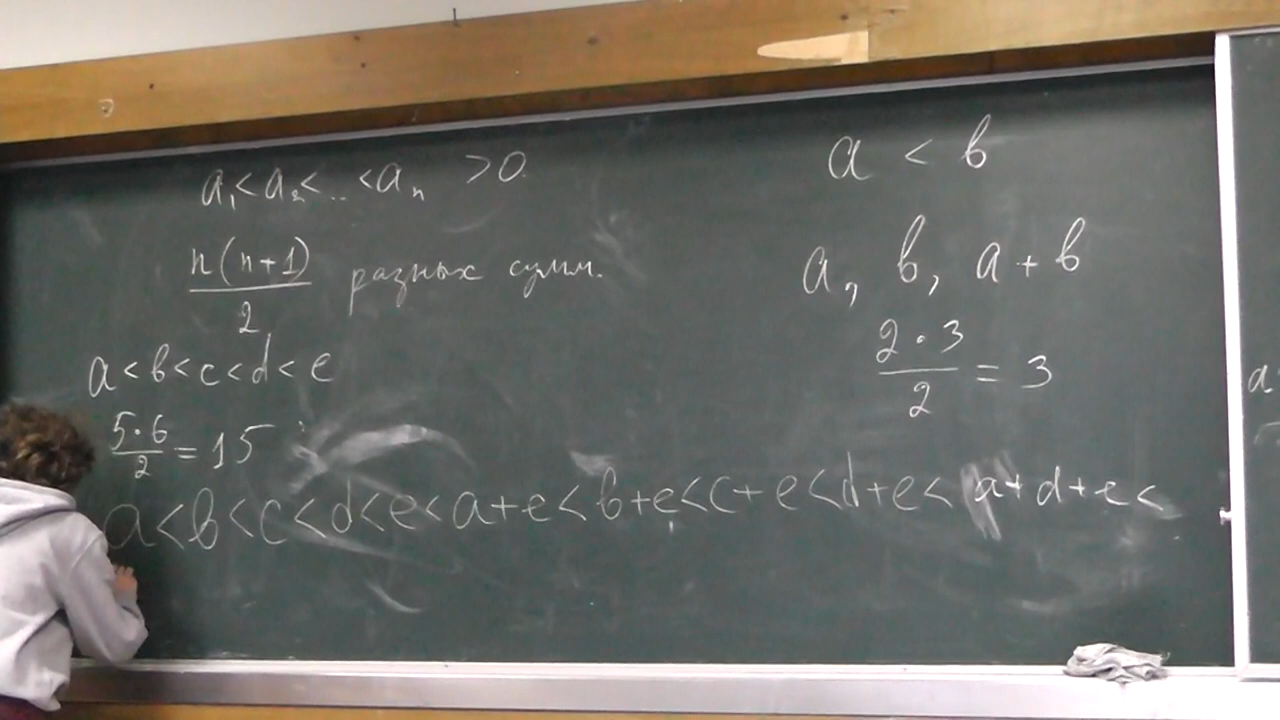 a₁ < a₂ < .. < aₙ > 0
n(n+1)
2
разных сумм.
a < b < c < d < e
5·6
2
= 15
a < b < c < d < e < a+e < b+e < c+e < d+e < a+d+e <
a < b
a, b, a+b
2·3
2
= 3
a